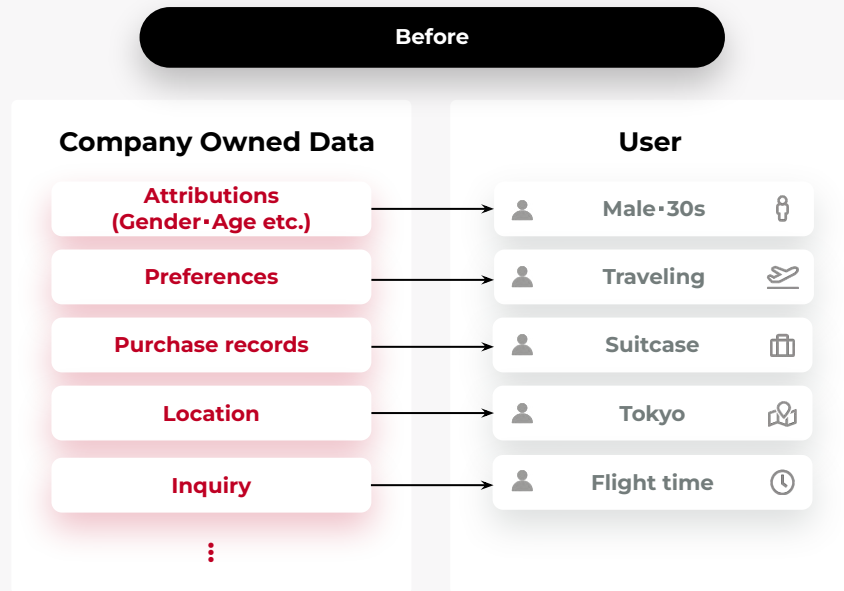 Before
Company Owned Data
User
Attributions
(Gender･Age etc.)
Male･30s
Preferences
Traveling
Purchase records
Suitcase
Location
Tokyo
Inquiry
Flight time